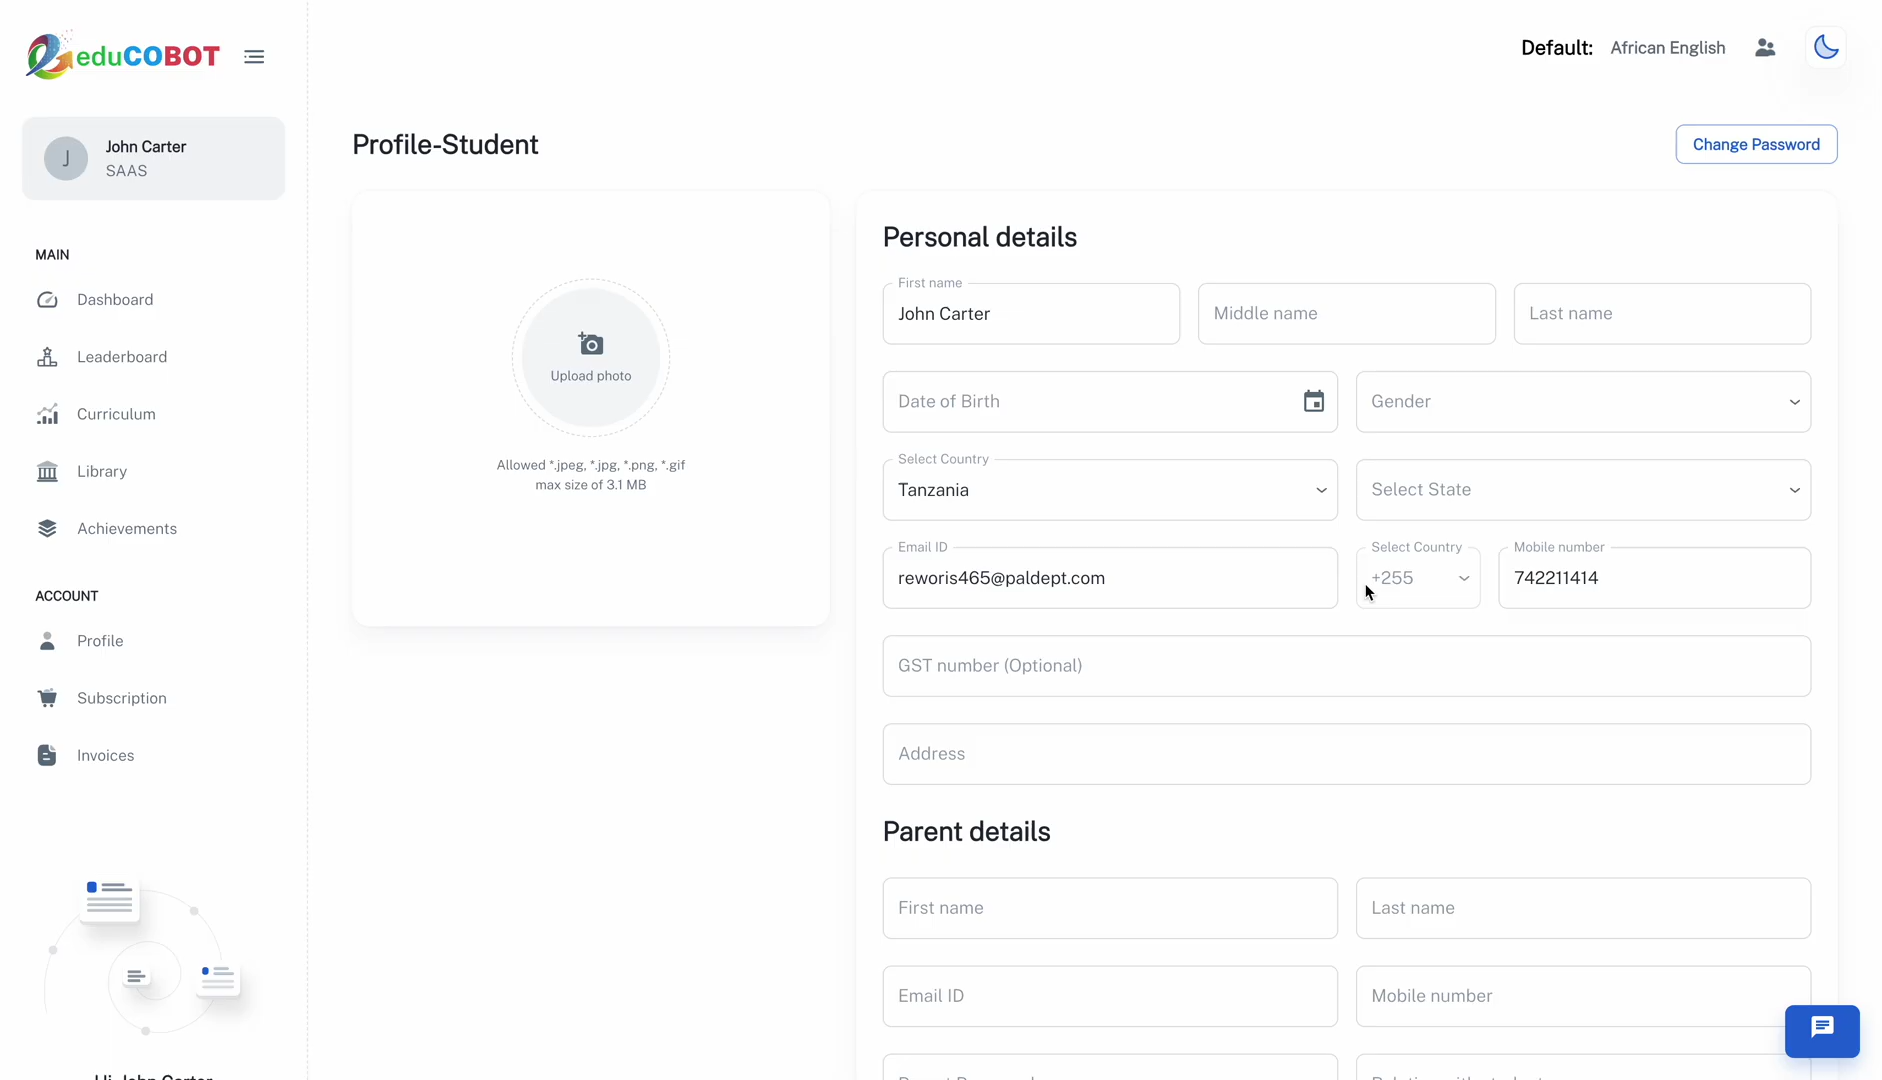 eduCOBOT
Default: African English
J
John Carter
SAAS
MAIN
Dashboard
Leaderboard
Curriculum
Library
Achievements
ACCOUNT
Profile
Subscription
Invoices
Hi John Carter
Profile-Student
Change Password
Upload photo
Allowed *.jpeg, *.jpg, *.png, *.gif
max size of 3.1 MB
Personal details
First name
John Carter
Middle name
Last name
Date of Birth
Gender
Select Country
Tanzania
Select State
Email ID
reworis465@paldept.com
Select Country
+255
Mobile number
742211414
GST number (Optional)
Address
Parent details
First name
Last name
Email ID
Mobile number